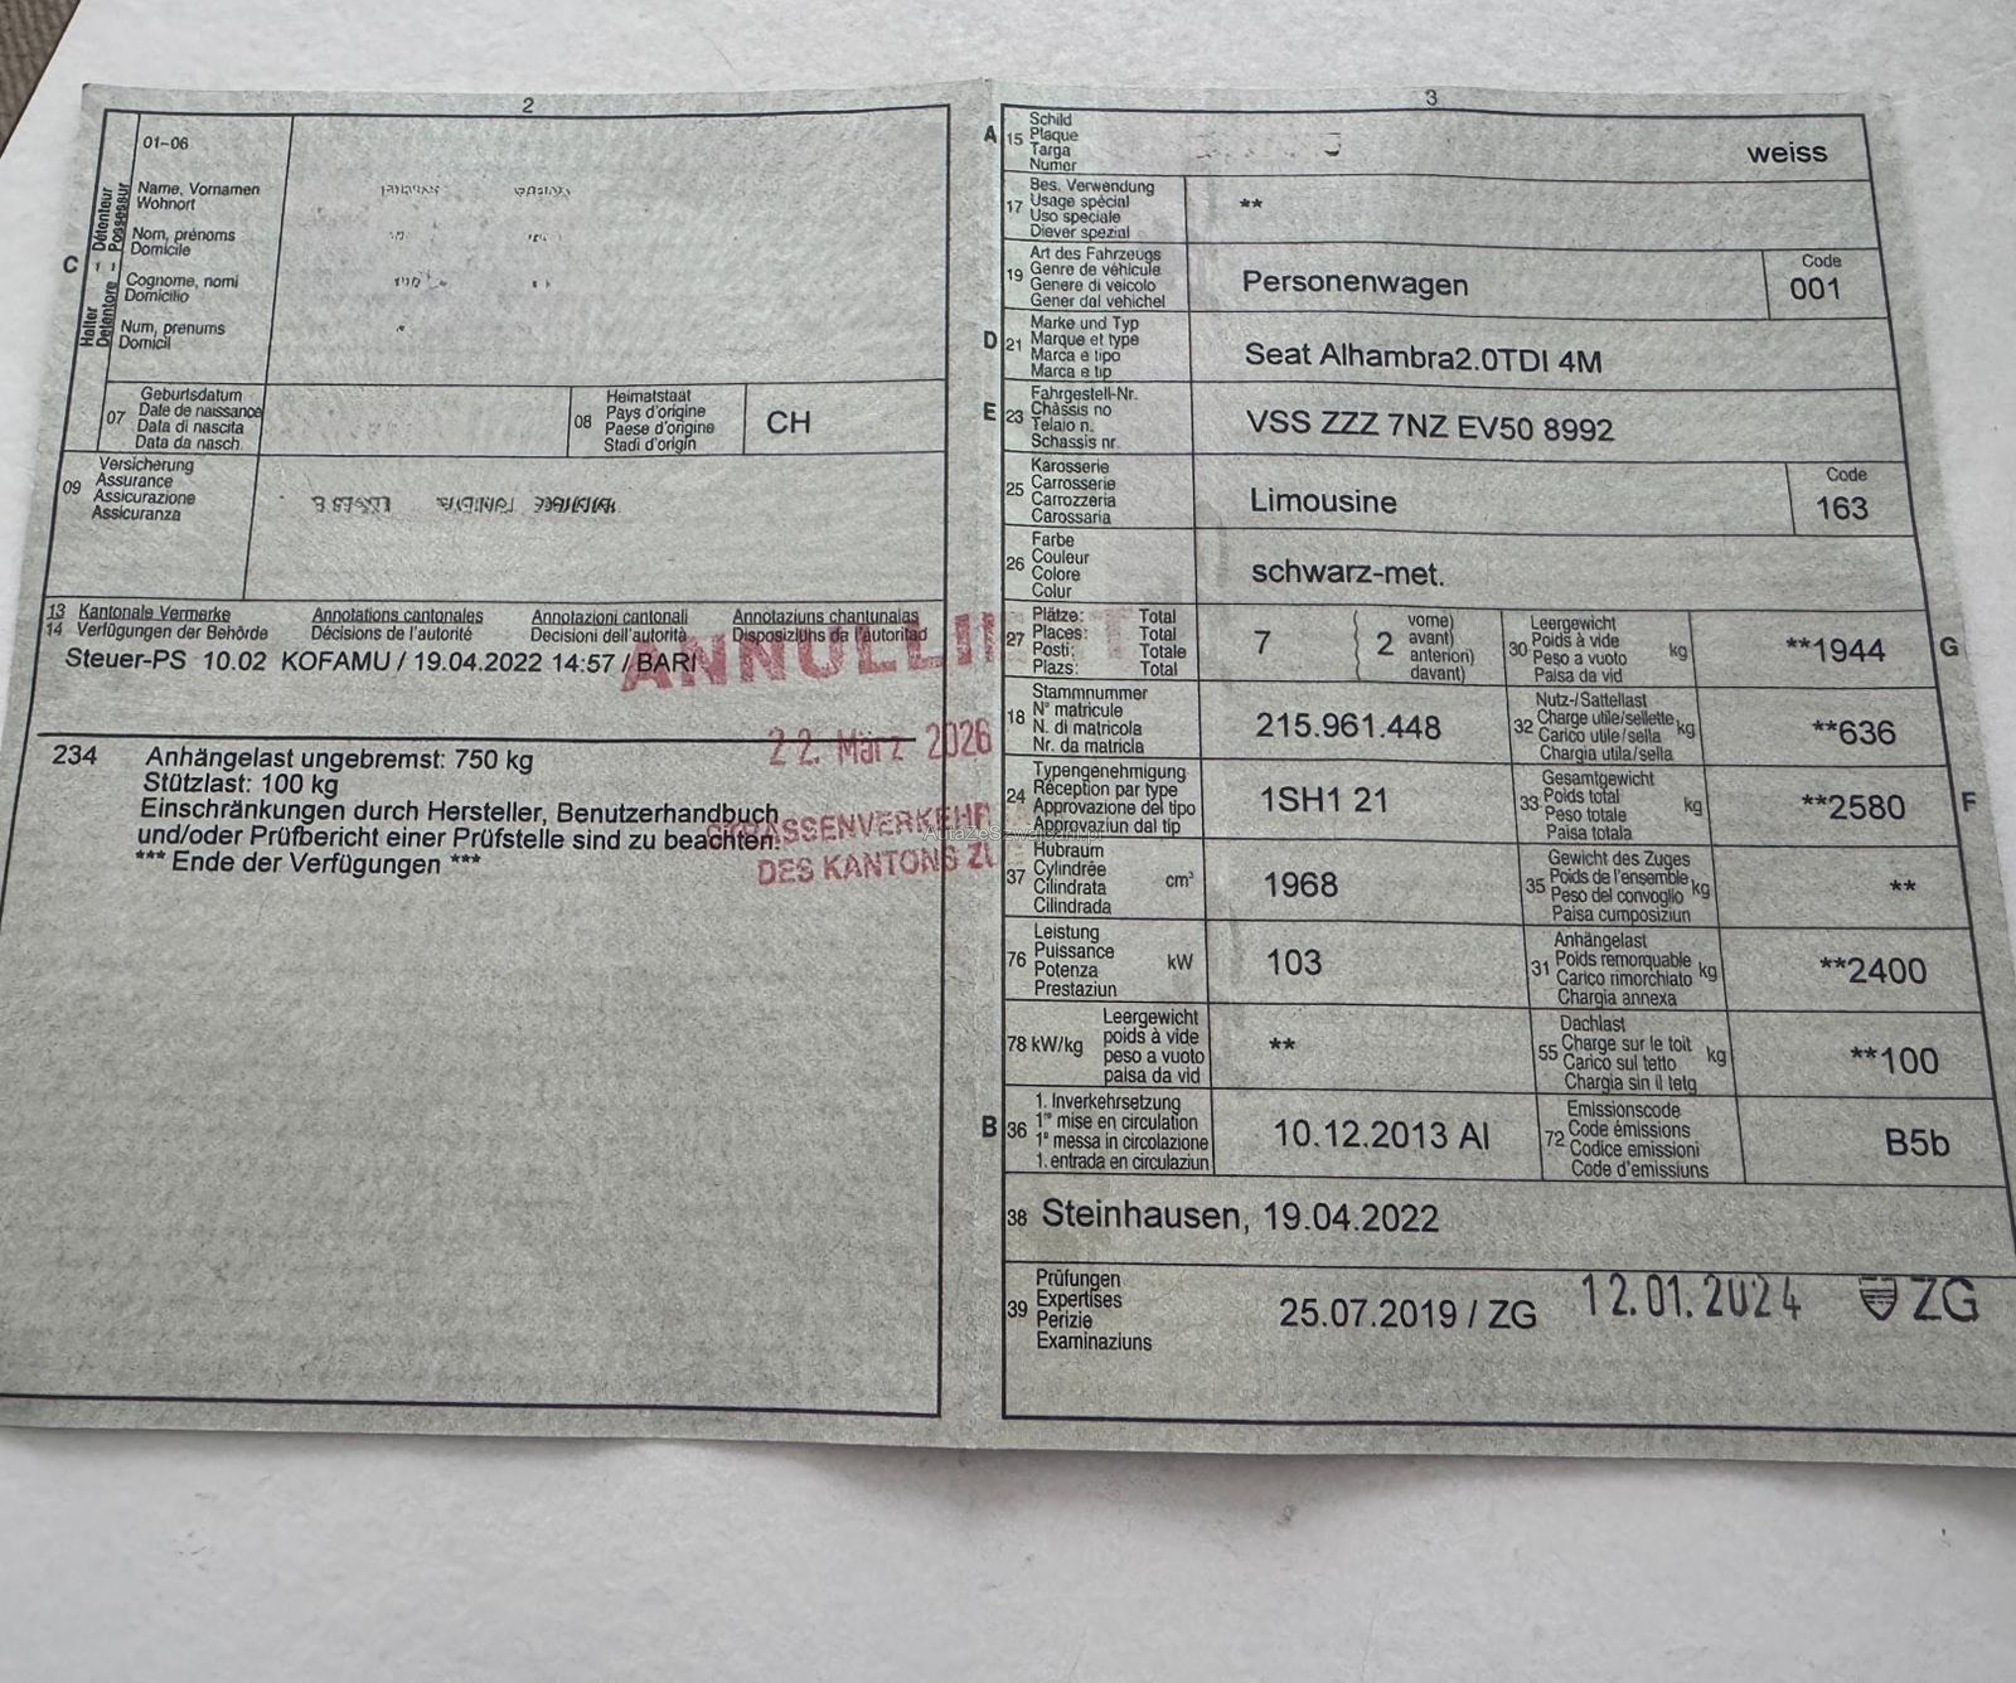 2
01-06
C
Halter Détenteur
Detentore Possessur
Name, Vornamen
Wohnort
Nom, prénoms
Domicile
Cognome, nomi
Domicilio
Num, prenums
Domicil
07
Geburtsdatum
Date de naissance
Data di nascita
Data da nasch.
08
Heimatstaat
Pays d'origine
Paese d'origine
Stadi d'origin
CH
09
Versicherung
Assurance
Assicurazione
Assicuranza
13 Kantonale Vermerke Annotations cantonales Annotazioni cantonali Annotaziuns chantunalas
14 Verfügungen der Behörde Décisions de l'autorité Decisioni dell'autorità Disposiziuns da l'autoritad
Steuer-PS 10.02 KOFAMU / 19.04.2022 14:57 / BARI
22. März 2026
234 Anhängelast ungebremst: 750 kg
Stützlast: 100 kg
Einschränkungen durch Hersteller, Benutzerhandbuch
und/oder Prüfbericht einer Prüfstelle sind zu beachten.
*** Ende der Verfügungen ***
DES KANTONS
AutaZeSzwajcarii.pl
3
A 15
Schild
Plaque
Targa
Numer
weiss
17
Bes. Verwendung
Usage spécial
Uso speciale
Diever spezial
**
19
Art des Fahrzeugs
Genre de véhicule
Genere di veicolo
Gener dal vehichel
Personenwagen
Code
001
D 21
Marke und Typ
Marque et type
Marca e tipo
Marca e tip
Seat Alhambra2.0TDI 4M
E 23
Fahrgestell-Nr.
Châssis no
Telaio n.
Schassis nr.
VSS ZZZ 7NZ EV50 8992
25
Karosserie
Carrosserie
Carrozzeria
Carossaria
Limousine
Code
163
26
Farbe
Couleur
Colore
Colur
schwarz-met.
27
Plätze: Total
Places: Total
Posti: Totale
Plazs: Total
7
2
vorne)
avant)
anteriori)
davant)
30
Leergewicht
Poids à vide
Peso a vuoto
Paisa da vid
kg
**1944
G
18
Stammnummer
N° matricule
N. di matricola
Nr. da matricla
215.961.448
32
Nutz-/Sattellast
Charge utile/sellette
Carico utile/sella
Chargia utila/sella
kg
**636
24
Typengenehmigung
Réception par type
Approvazione del tipo
Approvaziun dal tip
1SH1 21
33
Gesamtgewicht
Poids total
Peso totale
Paisa totala
kg
**2580
F
37
Hubraum
Cylindrée
Cilindrata
Cilindrada
cm³
1968
35
Gewicht des Zuges
Poids de l'ensemble
Peso del convoglio
Paisa cumposiziun
kg
**
76
Leistung
Puissance
Potenza
Prestaziun
kW
103
31
Anhängelast
Poids remorquable
Carico rimorchiato
Chargia annexa
kg
**2400
78 kW/kg
Leergewicht
poids à vide
peso a vuoto
paisa da vid
**
55
Dachlast
Charge sur le toit
Carico sul tetto
Chargia sin il tetg
kg
**100
B 36
1. Inverkehrsetzung
1re mise en circulation
1a messa in circolazione
1. entrada en circulaziun
10.12.2013 AI
72
Emissionscode
Code émissions
Codice emissioni
Code d'emissiuns
B5b
38 Steinhausen, 19.04.2022
39
Prüfungen
Expertises
Perizie
Examinaziuns
25.07.2019 / ZG
12.01.2024 ZG